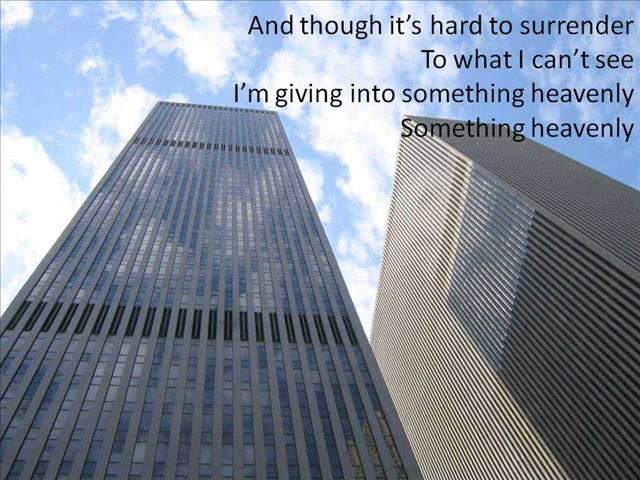 And though it’s hard to surrender
To what I can’t see
I’m giving into something heavenly
Something heavenly